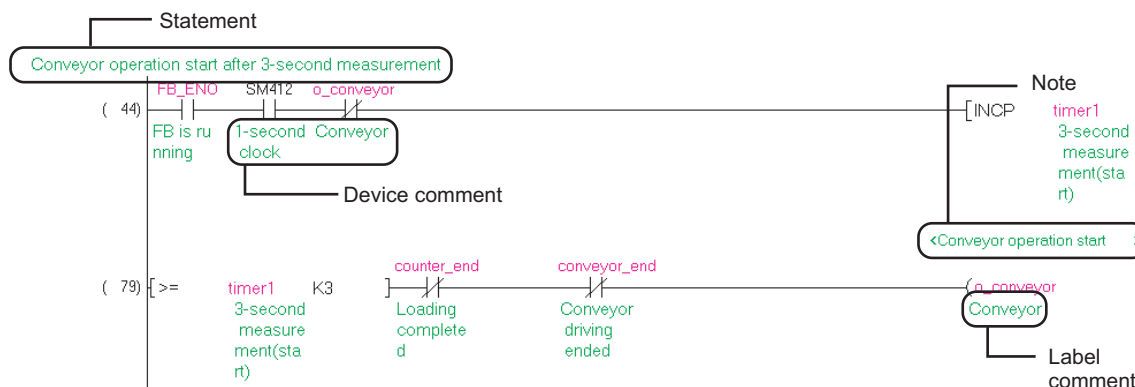 Statement
Conveyor operation start after 3-second measurement
Note
FB_ENO SM412 o_conveyor
( 44)
[INCP timer1
FB is ru
nning
1-second
clock
Conveyor
3-second
measure
ment(sta
rt)
Device comment
<Conveyor operation start
counter_end conveyor_end
( 79) [>= timer1 K3 ]
(o_conveyor
3-second
measure
ment(sta
rt)
Loading
complete
d
Conveyor
driving
ended
Conveyor
Label
comment